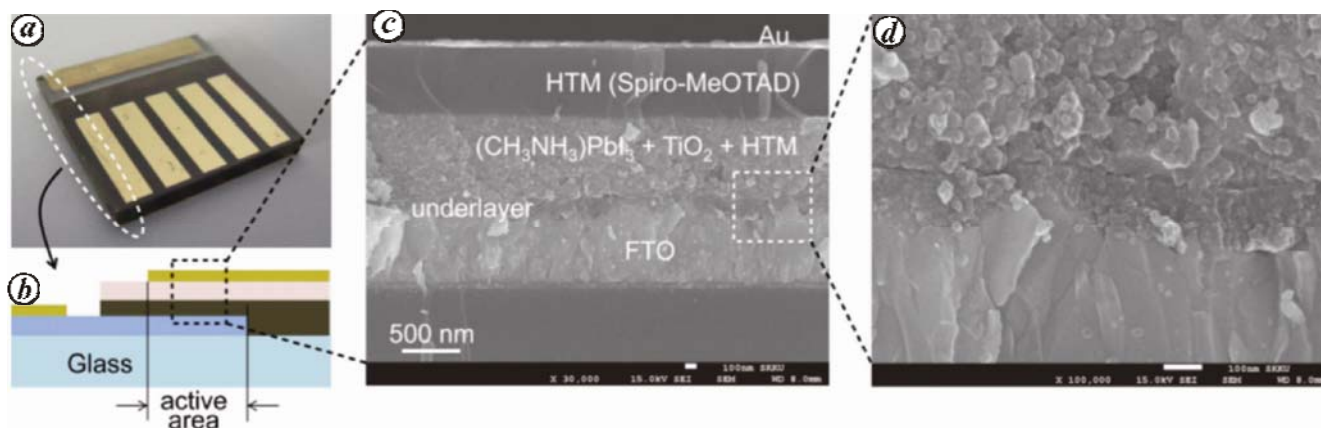 a
b
Glass
active
area
c
Au
HTM (Spiro-MeOTAD)
(CH₃NH₃)PbI₃ + TiO₂ + HTM
underlayer
FTO
500 nm
100nm SKKU
X 30,000 15.0kV SEI SEM WD 8.0mm
d
100nm SKKU
X 100,000 15.0kV SEI SEM WD 8.0mm